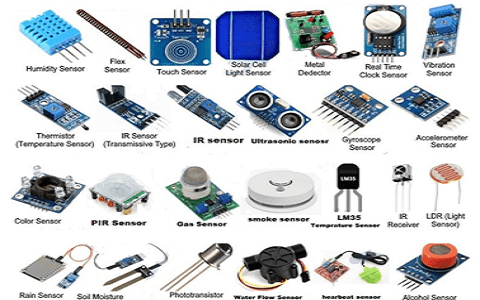 Humidity Sensor
Flex
Sensor
Touch Sensor
Solar Cell
Light Sensor
Metal
Dedector
Real Time
Clock Sensor
Vibration
Sensor
Thermistor
(Temperature Sensor)
IR Sensor
(Transmissive Type)
IR sensor
Ultrasonic sensor
Gyroscope
Sensor
Accelerometer
Sensor
Color Sensor
PIR Sensor
Gas Sensor
smoke sensor
LM35
LM35
Temprature Sensor
IR
Receiver
LDR (Light
Sensor)
Rain Sensor
Soil Moisture
Phototransistor
Water Flow Sensor
hearbeat sensor
Alcohol Sensor